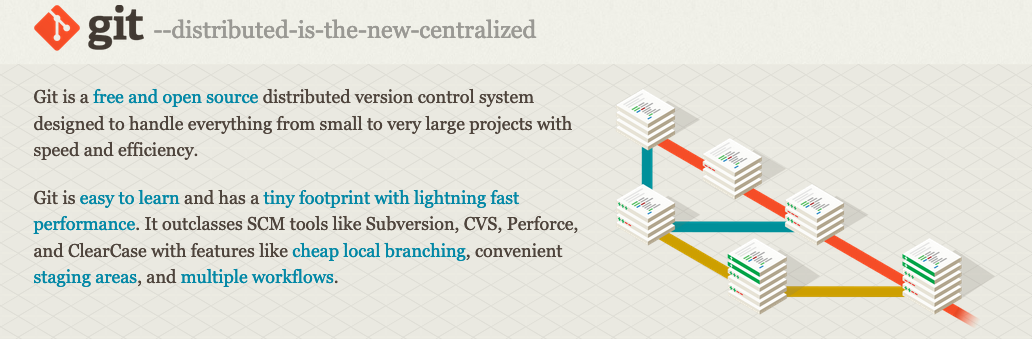 git --distributed-is-the-new-centralized
Git is a free and open source distributed version control system
designed to handle everything from small to very large projects with
speed and efficiency.
Git is easy to learn and has a tiny footprint with lightning fast
performance. It outclasses SCM tools like Subversion, CVS, Perforce,
and ClearCase with features like cheap local branching, convenient
staging areas, and multiple workflows.